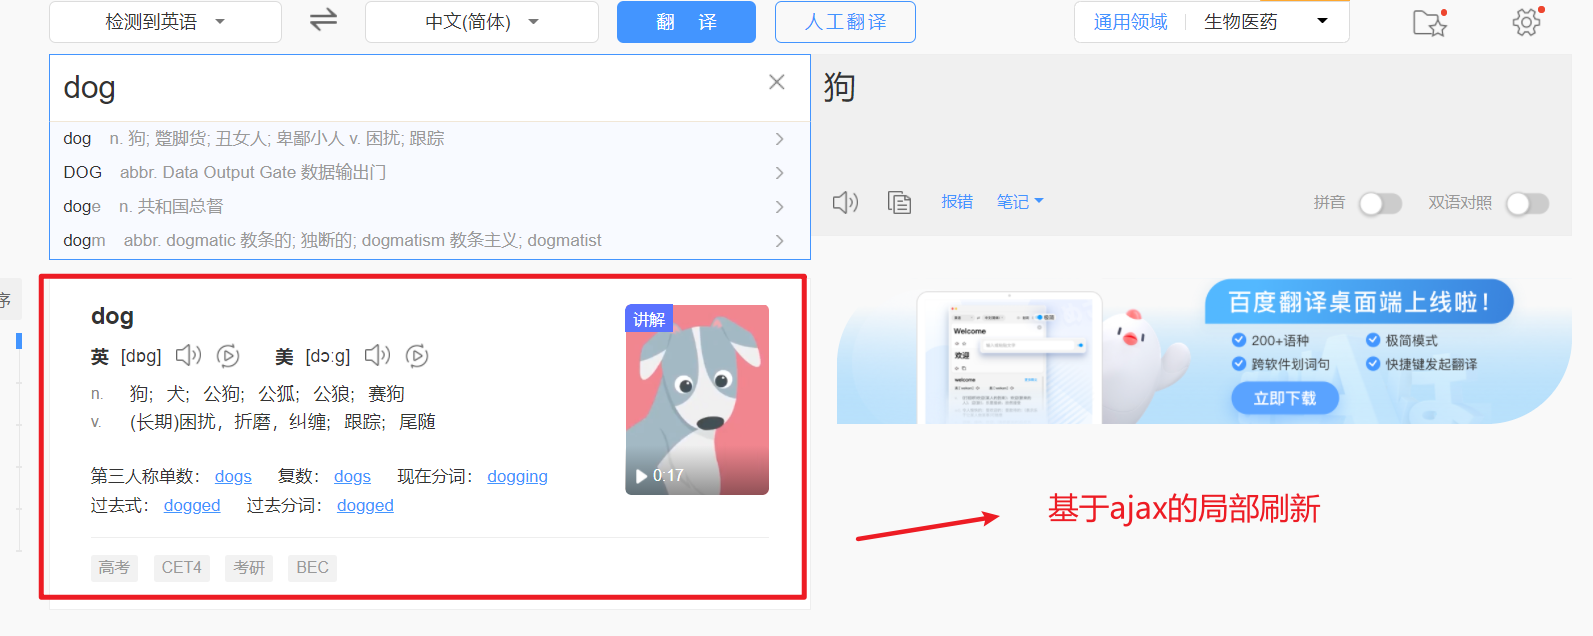 检测到英语
中文(简体)
翻 译
人工翻译
通用领域
生物医药
dog
狗
dog n. 狗; 蹩脚货; 丑女人; 卑鄙小人 v. 困扰; 跟踪
DOG abbr. Data Output Gate 数据输出门
doge n. 共和国总督
dogm abbr. dogmatic 教条的; 独断的; dogmatism 教条主义; dogmatist
报错
笔记
拼音
双语对照
序
dog
讲解
英 [dɒg]
美 [dɔːg]
n. 狗; 犬; 公狗; 公狐; 公狼; 赛狗
v. (长期)困扰，折磨，纠缠; 跟踪; 尾随
0:17
第三人称单数： dogs 复数： dogs 现在分词： dogging
过去式： dogged 过去分词： dogged
高考 CET4 考研 BEC
百度翻译桌面端上线啦！
200+语种
极简模式
跨软件划词句
快捷键发起翻译
立即下载
Welcome
欢迎
welcome
基于ajax的局部刷新